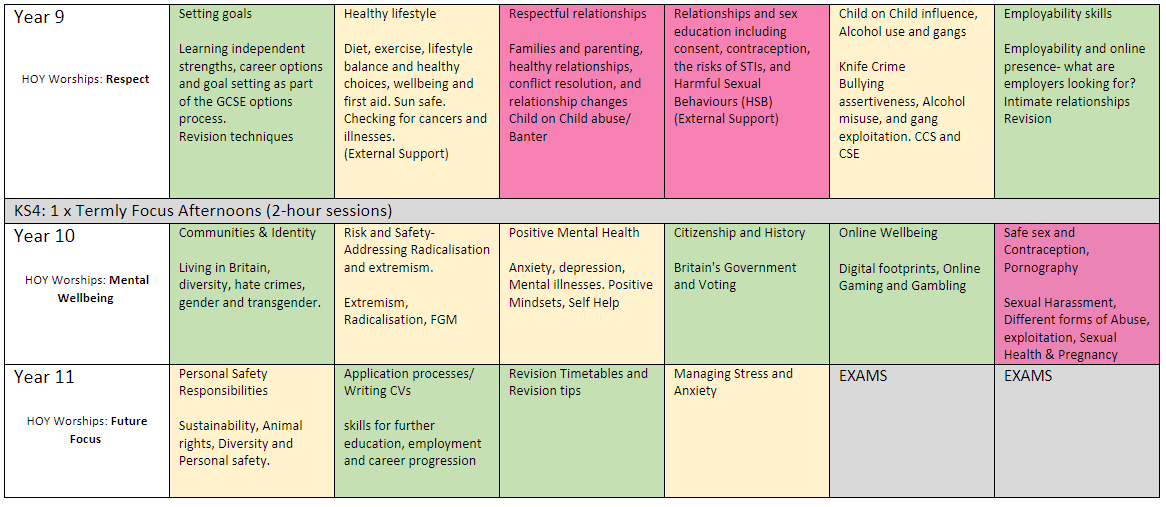 Year 9
HOY Worships: Respect
Setting goals
Learning independent
strengths, career options
and goal setting as part
of the GCSE options
process.
Revision techniques
Healthy lifestyle
Diet, exercise, lifestyle
balance and healthy
choices, wellbeing and
first aid. Sun safe.
Checking for cancers and
illnesses.
(External Support)
Respectful relationships
Families and parenting,
healthy relationships,
conflict resolution, and
relationship changes
Child on Child abuse/
Banter
Relationships and sex
education including
consent, contraception,
the risks of STIs, and
Harmful Sexual
Behaviours (HSB)
(External Support)
Child on Child influence,
Alcohol use and gangs
Knife Crime
Bullying
assertiveness, Alcohol
misuse, and gang
exploitation. CCS and
CSE
Employability skills
Employability and online
presence- what are
employers looking for?
Intimate relationships
Revision
KS4: 1 x Termly Focus Afternoons (2-hour sessions)
Year 10
HOY Worships: Mental
Wellbeing
Communities & Identity
Living in Britain,
diversity, hate crimes,
gender and transgender.
Risk and Safety-
Addressing Radicalisation
and extremism.
Extremism,
Radicalisation, FGM
Positive Mental Health
Anxiety, depression,
Mental illnesses. Positive
Mindsets, Self Help
Citizenship and History
Britain's Government
and Voting
Online Wellbeing
Digital footprints, Online
Gaming and Gambling
Safe sex and
Contraception,
Pornography
Sexual Harassment,
Different forms of Abuse,
exploitation, Sexual
Health & Pregnancy
Year 11
HOY Worships: Future
Focus
Personal Safety
Responsibilities
Sustainability, Animal
rights, Diversity and
Personal safety.
Application processes/
Writing CVs
skills for further
education, employment
and career progression
Revision Timetables and
Revision tips
Managing Stress and
Anxiety
EXAMS
EXAMS